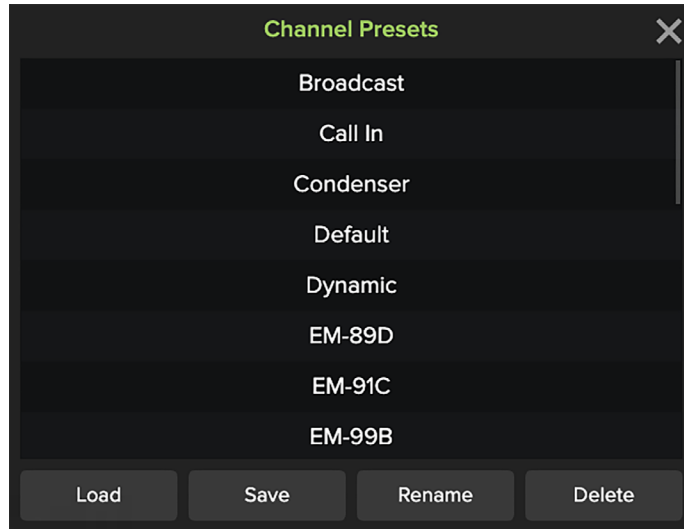 Channel Presets
Broadcast
Call In
Condenser
Default
Dynamic
EM-89D
EM-91C
EM-99B
Load Save Rename Delete